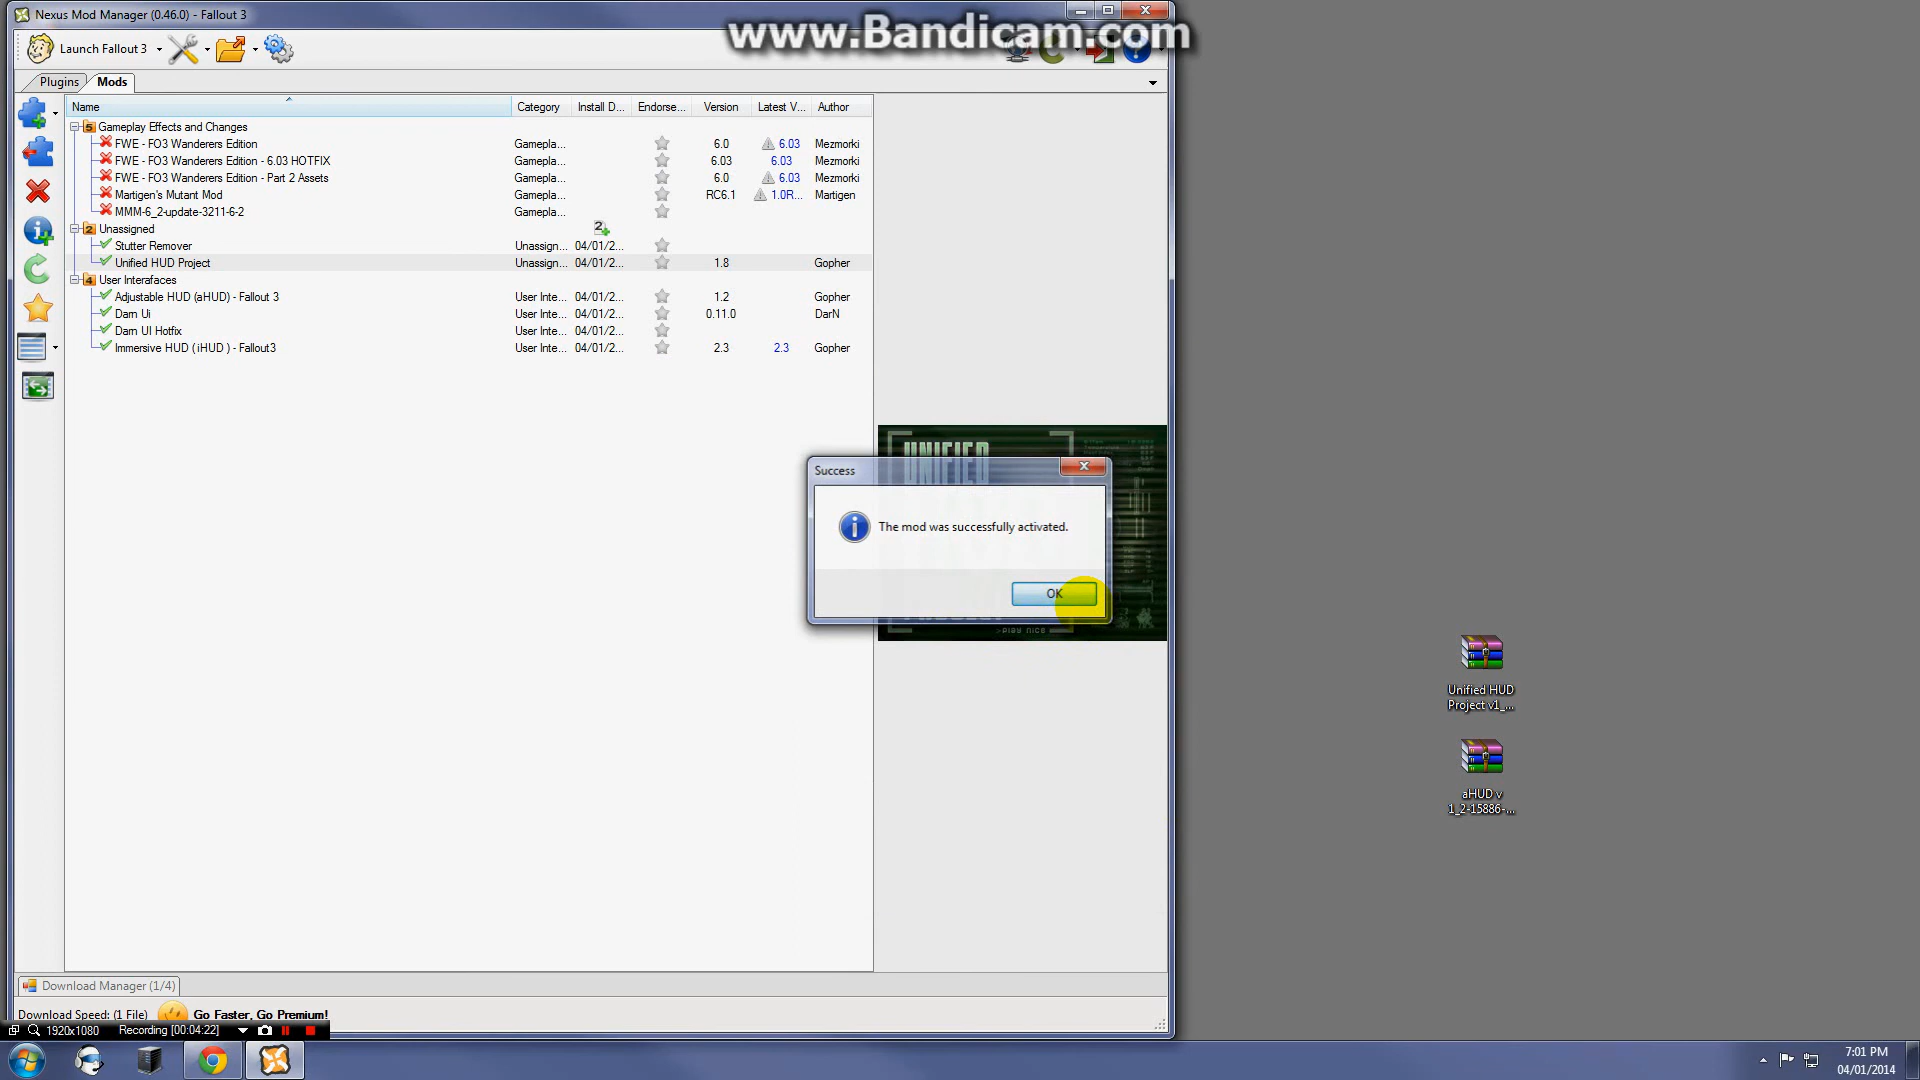 Nexus Mod Manager (0.46.0) - Fallout 3
www.Bandicam.com
Launch Fallout 3
Plugins Mods
Name Category Install D... Endorse... Version Latest V... Author
5 Gameplay Effects and Changes
FWE - FO3 Wanderers Edition Gamepla... 6.0 6.03 Mezmorki
FWE - FO3 Wanderers Edition - 6.03 HOTFIX Gamepla... 6.03 6.03 Mezmorki
FWE - FO3 Wanderers Edition - Part 2 Assets Gamepla... 6.0 6.03 Mezmorki
Martigen's Mutant Mod Gamepla... RC6.1 1.0R... Martigen
MMM-6_2-update-3211-6-2 Gamepla...
2 Unassigned 2
Stutter Remover Unassign... 04/01/2...
Unified HUD Project Unassign... 04/01/2... 1.8 Gopher
4 User Interafaces
Adjustable HUD (aHUD) - Fallout 3 User Inte... 04/01/2... 1.2 Gopher
Darn Ui User Inte... 04/01/2... 0.11.0 DarN
Darn UI Hotfix User Inte... 04/01/2...
Immersive HUD ( iHUD ) - Fallout3 User Inte... 04/01/2... 2.3 2.3 Gopher
UNIFIED
Success
The mod was successfully activated.
OK
>play nice
Unified HUD
Project v1_...
aHUD v
1_2-15886-...
Download Manager (1/4)
Download Speed: (1 File) Go Faster, Go Premium!
1920x1080 Recording [00:04:22]
7:01 PM
04/01/2014